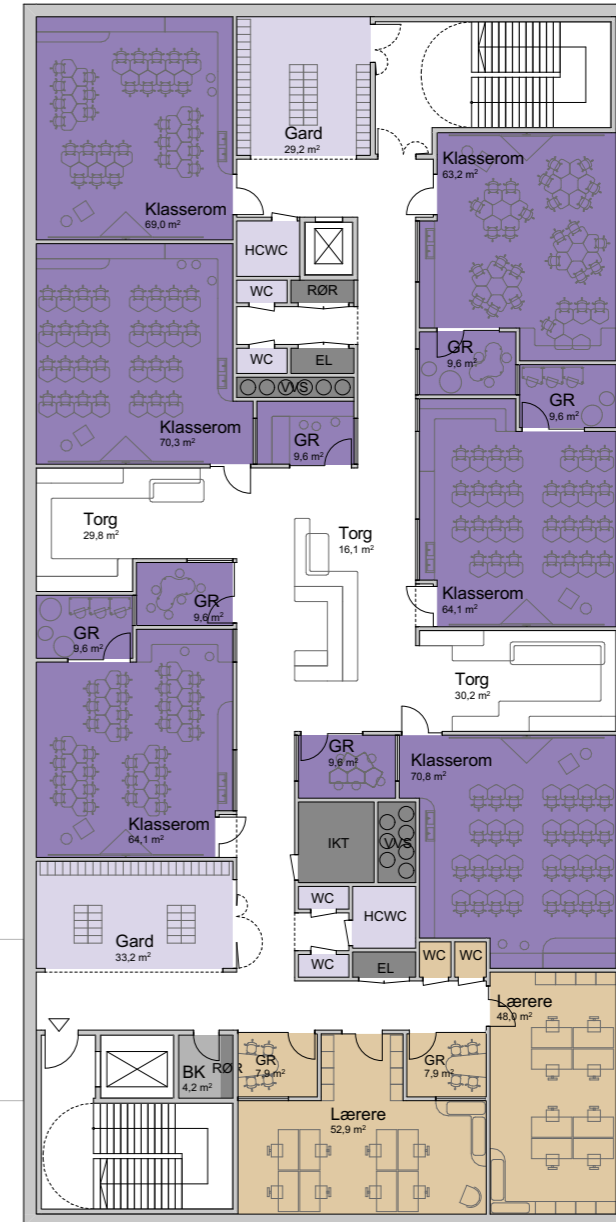 Gard
29,2 m²
Klasserom
63,2 m²
Klasserom
69,0 m²
HCWC
WC
RØR
WC
EL
VVS
GR
9,6 m²
GR
9,6 m²
Klasserom
70,3 m²
GR
9,6 m²
Torg
29,8 m²
Torg
16,1 m²
Klasserom
64,1 m²
GR
9,6 m²
GR
9,6 m²
Torg
30,2 m²
GR
9,6 m²
Klasserom
70,8 m²
Klasserom
64,1 m²
IKT
VVS
WC
HCWC
Gard
33,2 m²
WC
EL
WC
WC
Lærere
48,0 m²
BK
4,2 m²
RØR
GR
7,9 m²
GR
7,9 m²
Lærere
52,9 m²